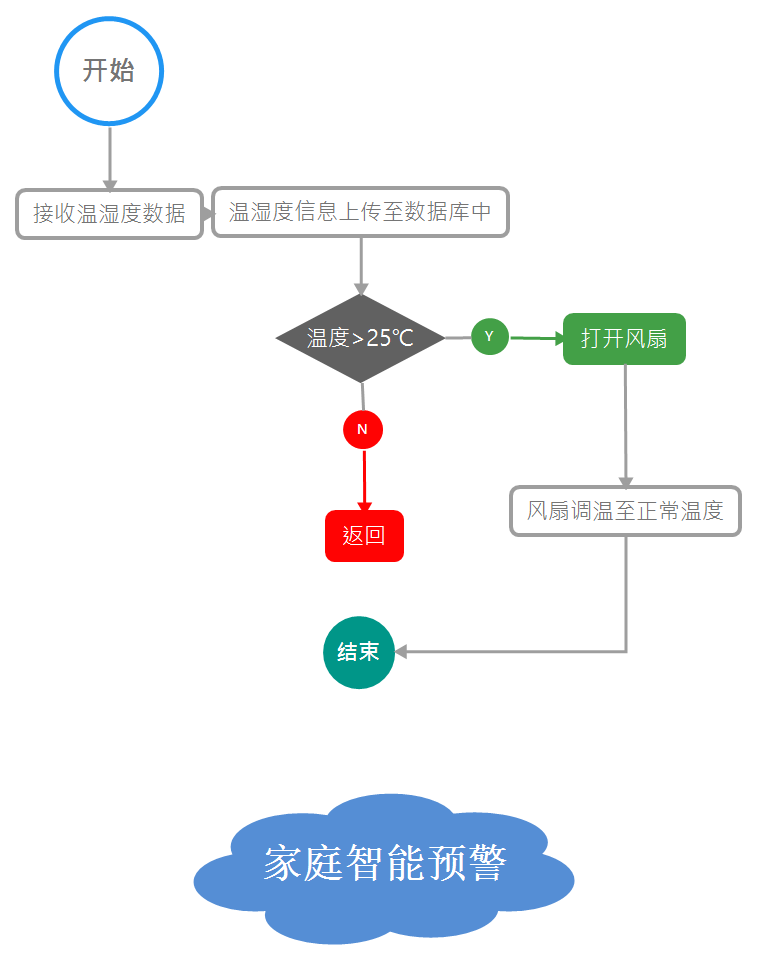 开始
接收温湿度数据
温湿度信息上传至数据库中
温度>25℃
Y
打开风扇
N
风扇调温至正常温度
返回
结束
家庭智能预警